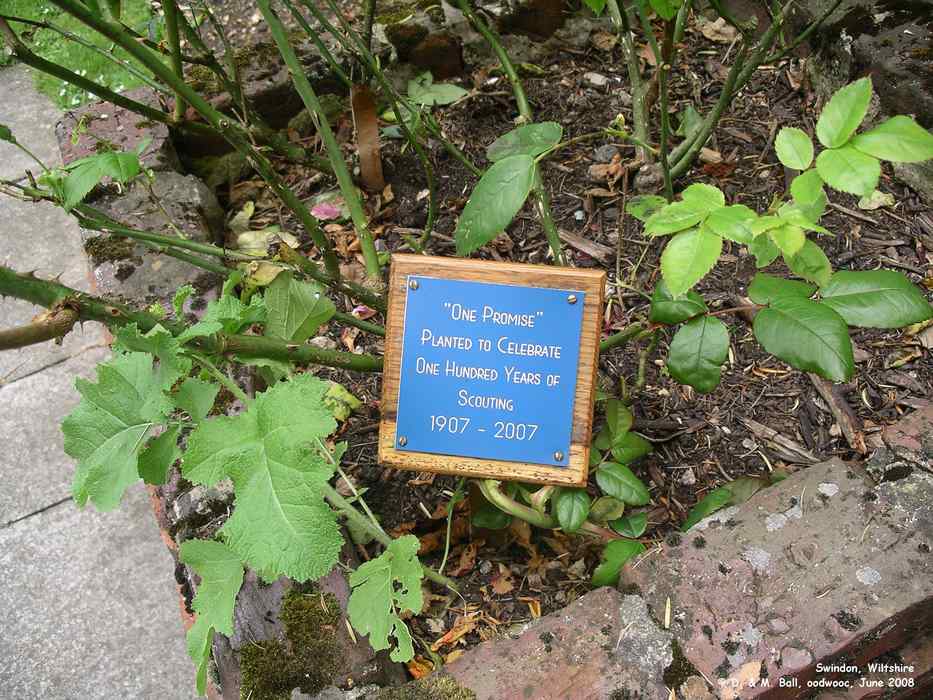 "One Promise"
Planted to Celebrate
One Hundred Years of
Scouting
1907 - 2007
Swindon, Wiltshire
© D. & M. Ball, oodwooc, June 2008